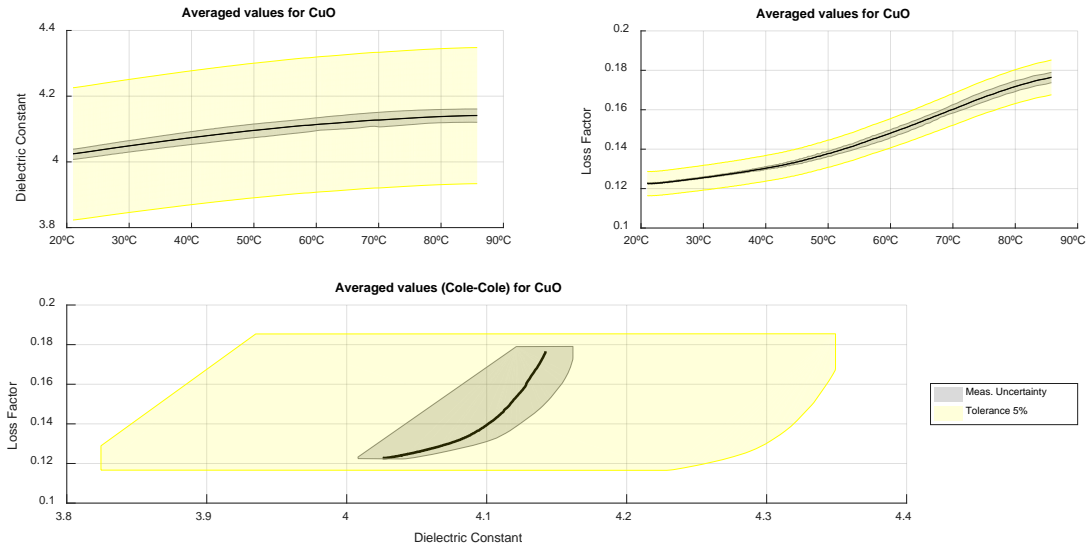 Averaged values for CuO
Dielectric Constant
4.4
4.2
4
3.8
20ºC 30ºC 40ºC 50ºC 60ºC 70ºC 80ºC 90ºC
Averaged values for CuO
Loss Factor
0.2
0.18
0.16
0.14
0.12
0.1
20ºC 30ºC 40ºC 50ºC 60ºC 70ºC 80ºC 90ºC
Averaged values (Cole-Cole) for CuO
Loss Factor
0.2
0.18
0.16
0.14
0.12
0.1
3.8 3.9 4 4.1 4.2 4.3 4.4
Dielectric Constant
Meas. Uncertainty
Tolerance 5%